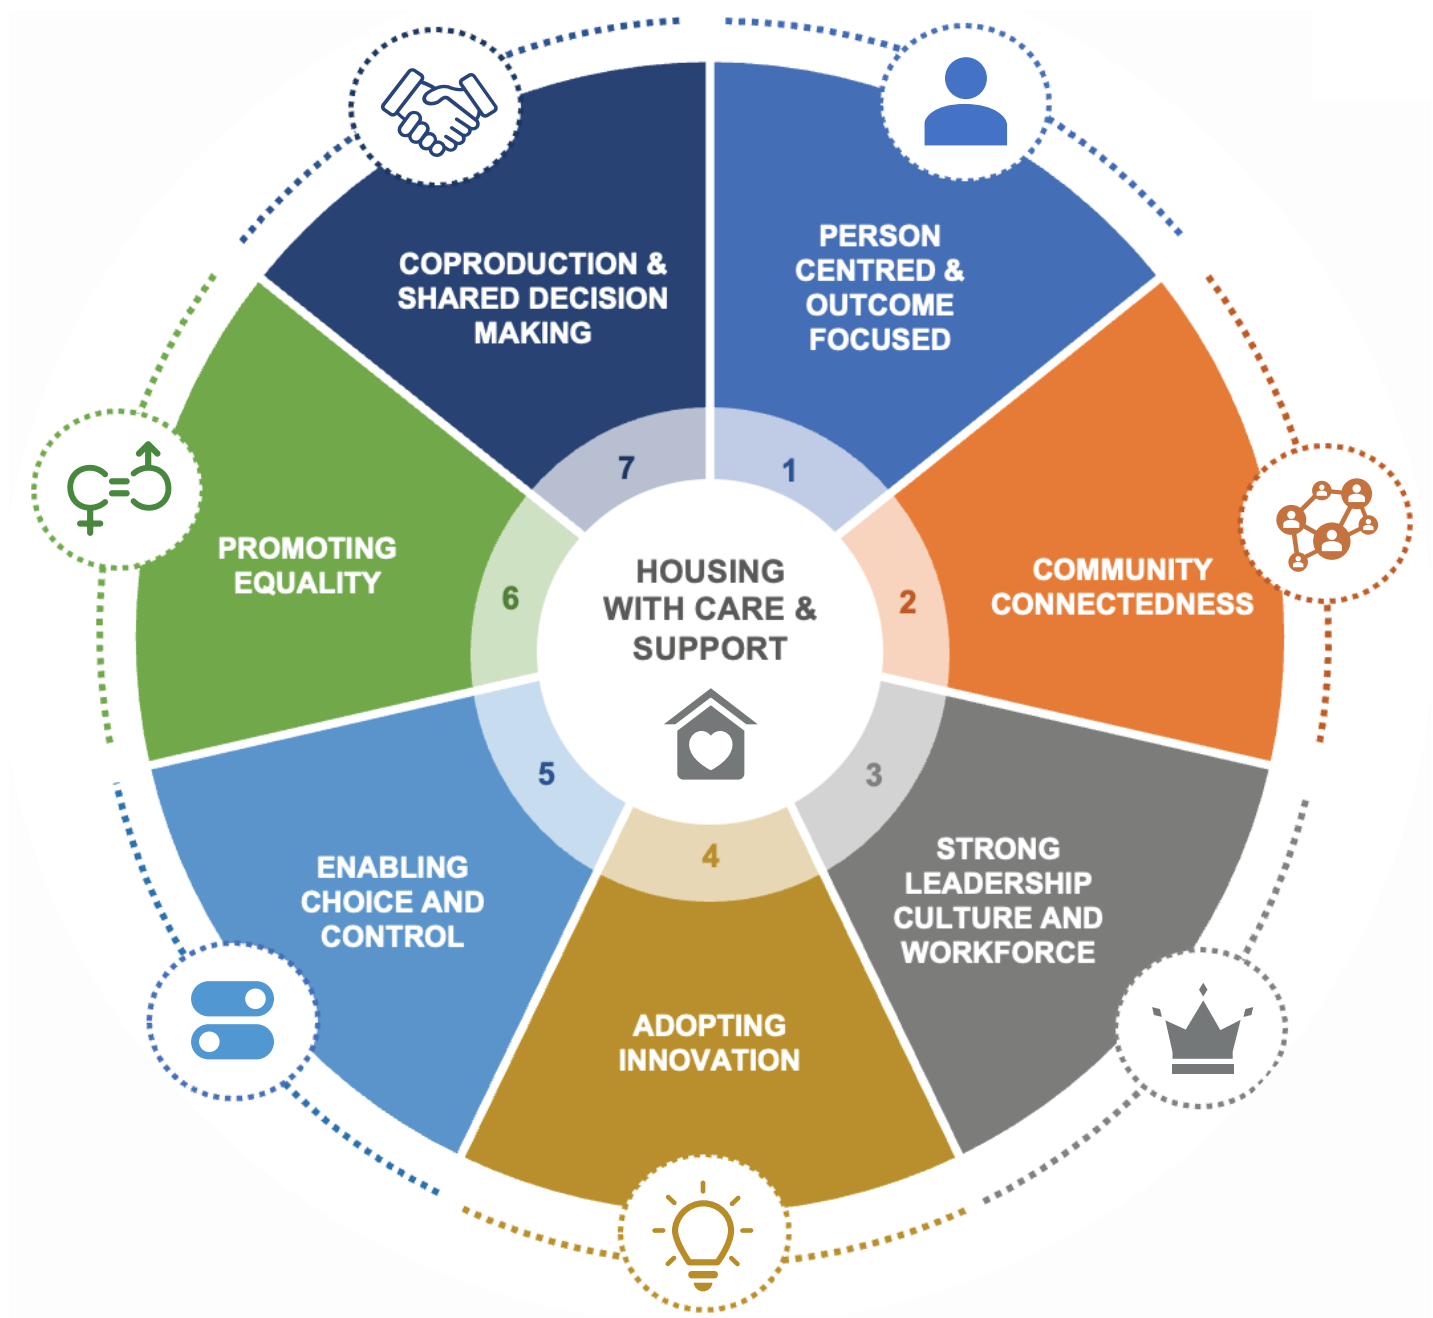 HOUSING
WITH CARE &
SUPPORT
1
PERSON
CENTRED &
OUTCOME
FOCUSED
2
COMMUNITY
CONNECTEDNESS
3
STRONG
LEADERSHIP
CULTURE AND
WORKFORCE
4
ADOPTING
INNOVATION
5
ENABLING
CHOICE AND
CONTROL
6
PROMOTING
EQUALITY
7
COPRODUCTION &
SHARED DECISION
MAKING